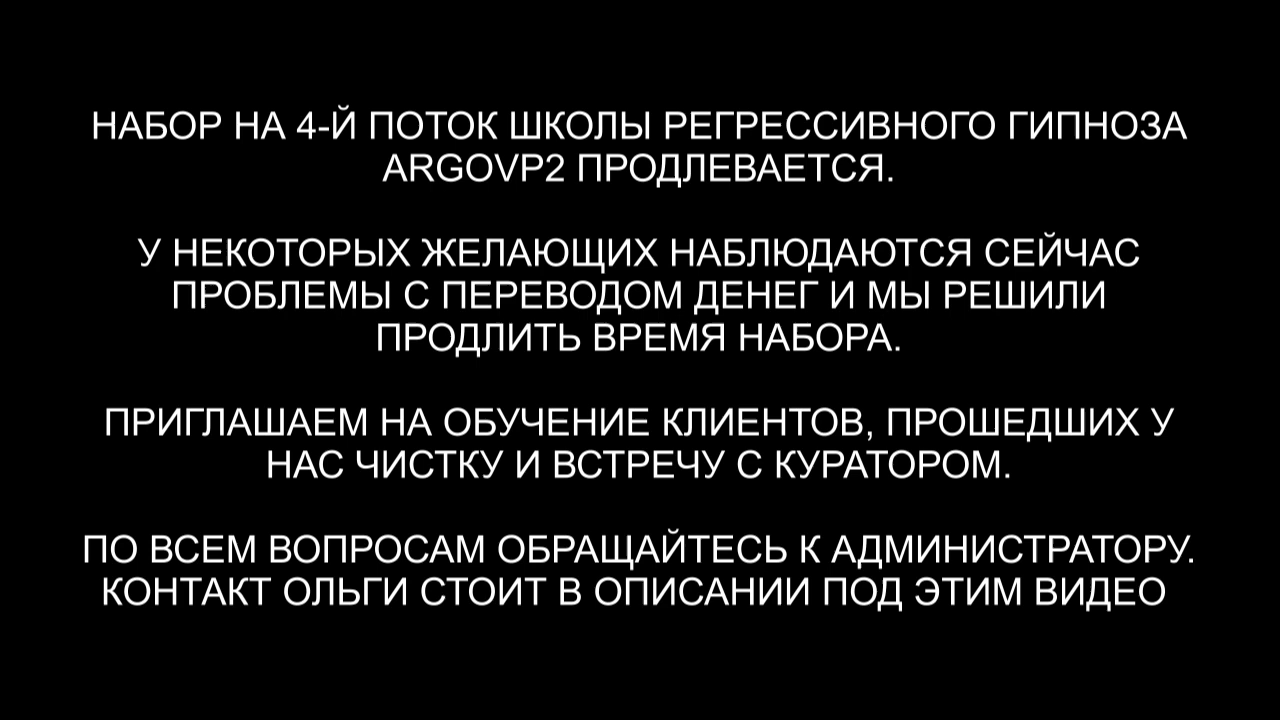 НАБОР НА 4-Й ПОТОК ШКОЛЫ РЕГРЕССИВНОГО ГИПНОЗА
ARGOVP2 ПРОДЛЕВАЕТСЯ.
У НЕКОТОРЫХ ЖЕЛАЮЩИХ НАБЛЮДАЮТСЯ СЕЙЧАС
ПРОБЛЕМЫ С ПЕРЕВОДОМ ДЕНЕГ И МЫ РЕШИЛИ
ПРОДЛИТЬ ВРЕМЯ НАБОРА.
ПРИГЛАШАЕМ НА ОБУЧЕНИЕ КЛИЕНТОВ, ПРОШЕДШИХ У
НАС ЧИСТКУ И ВСТРЕЧУ С КУРАТОРОМ.
ПО ВСЕМ ВОПРОСАМ ОБРАЩАЙТЕСЬ К АДМИНИСТРАТОРУ.
КОНТАКТ ОЛЬГИ СТОИТ В ОПИСАНИИ ПОД ЭТИМ ВИДЕО